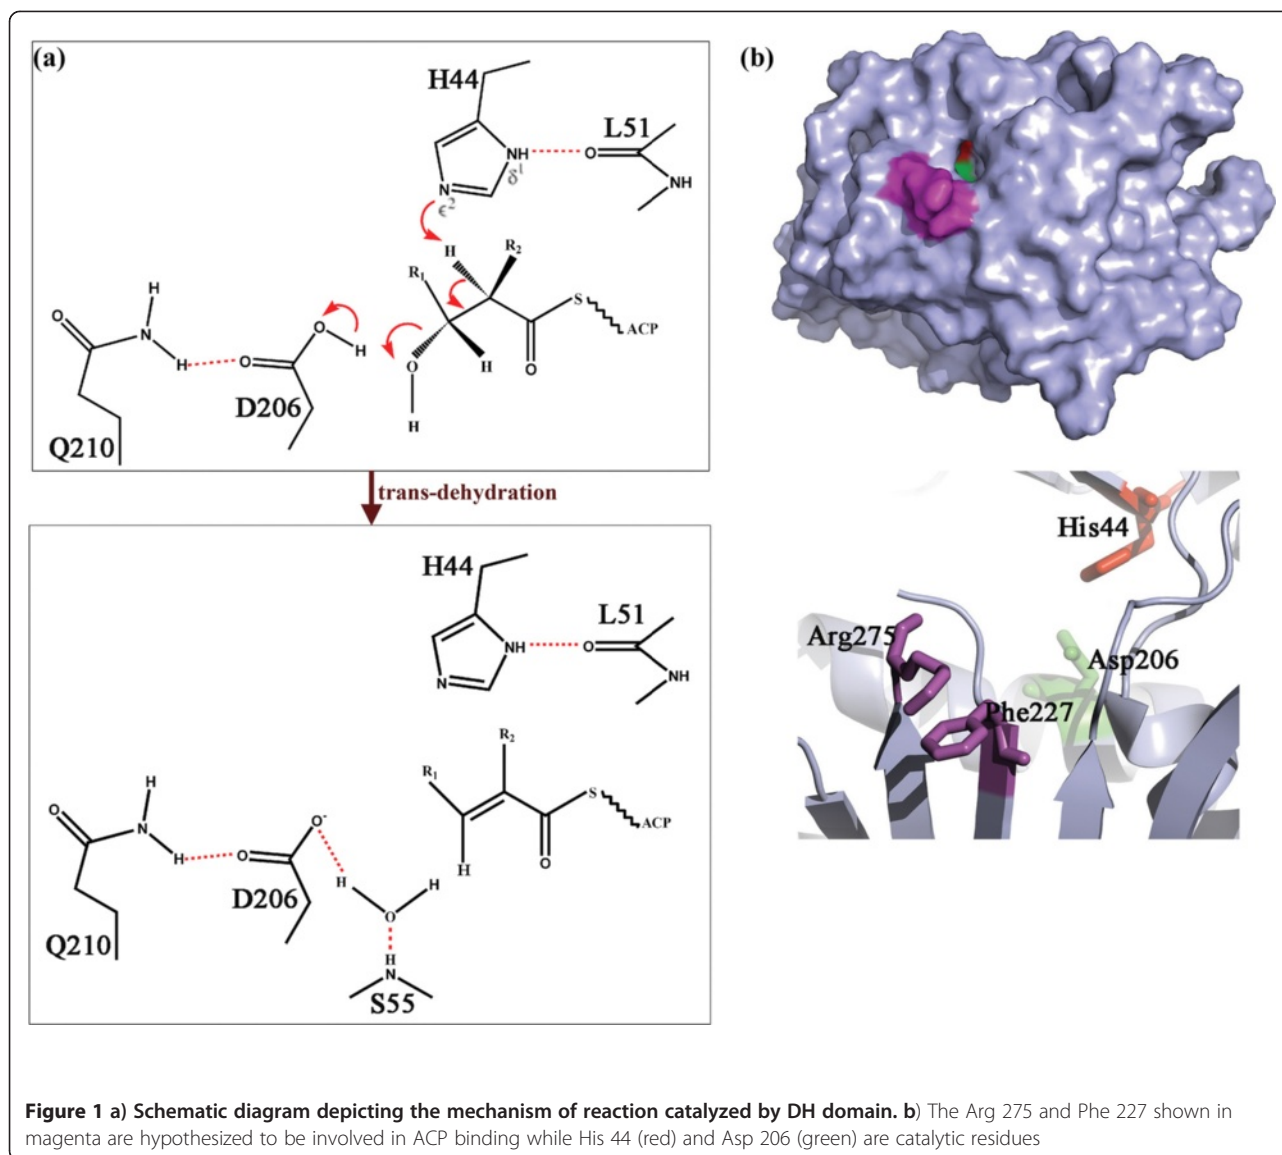 (a)
H44
L51
NH
O
δ1
N
ϵ2
NH
H
R2
R1
S
ACP
H
O
O
N
O
H
H
O
D206
O
H
O
H
Q210
trans-dehydration
H44
L51
NH
O
N
NH
R2
R1
S
ACP
H
O
N
O-
H
O
H
O
D206
H
H
O
Q210
H
N
S55
(b)
His44
Arg275
Asp206
Phe227
Figure 1 a) Schematic diagram depicting the mechanism of reaction catalyzed by DH domain. b) The Arg 275 and Phe 227 shown in
magenta are hypothesized to be involved in ACP binding while His 44 (red) and Asp 206 (green) are catalytic residues